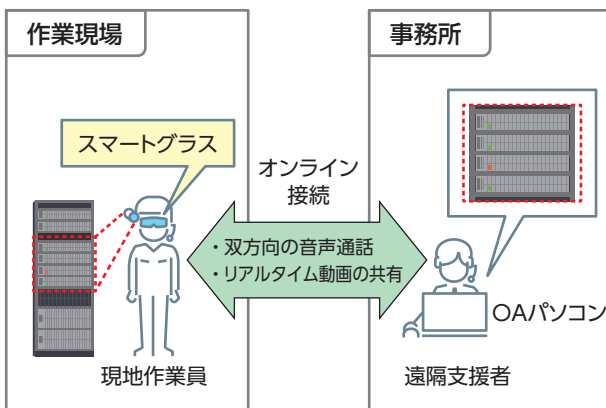 作業現場
事務所
スマートグラス
オンライン
接続
・双方向の音声通話
・リアルタイム動画の共有
OAパソコン
現地作業員
遠隔支援者